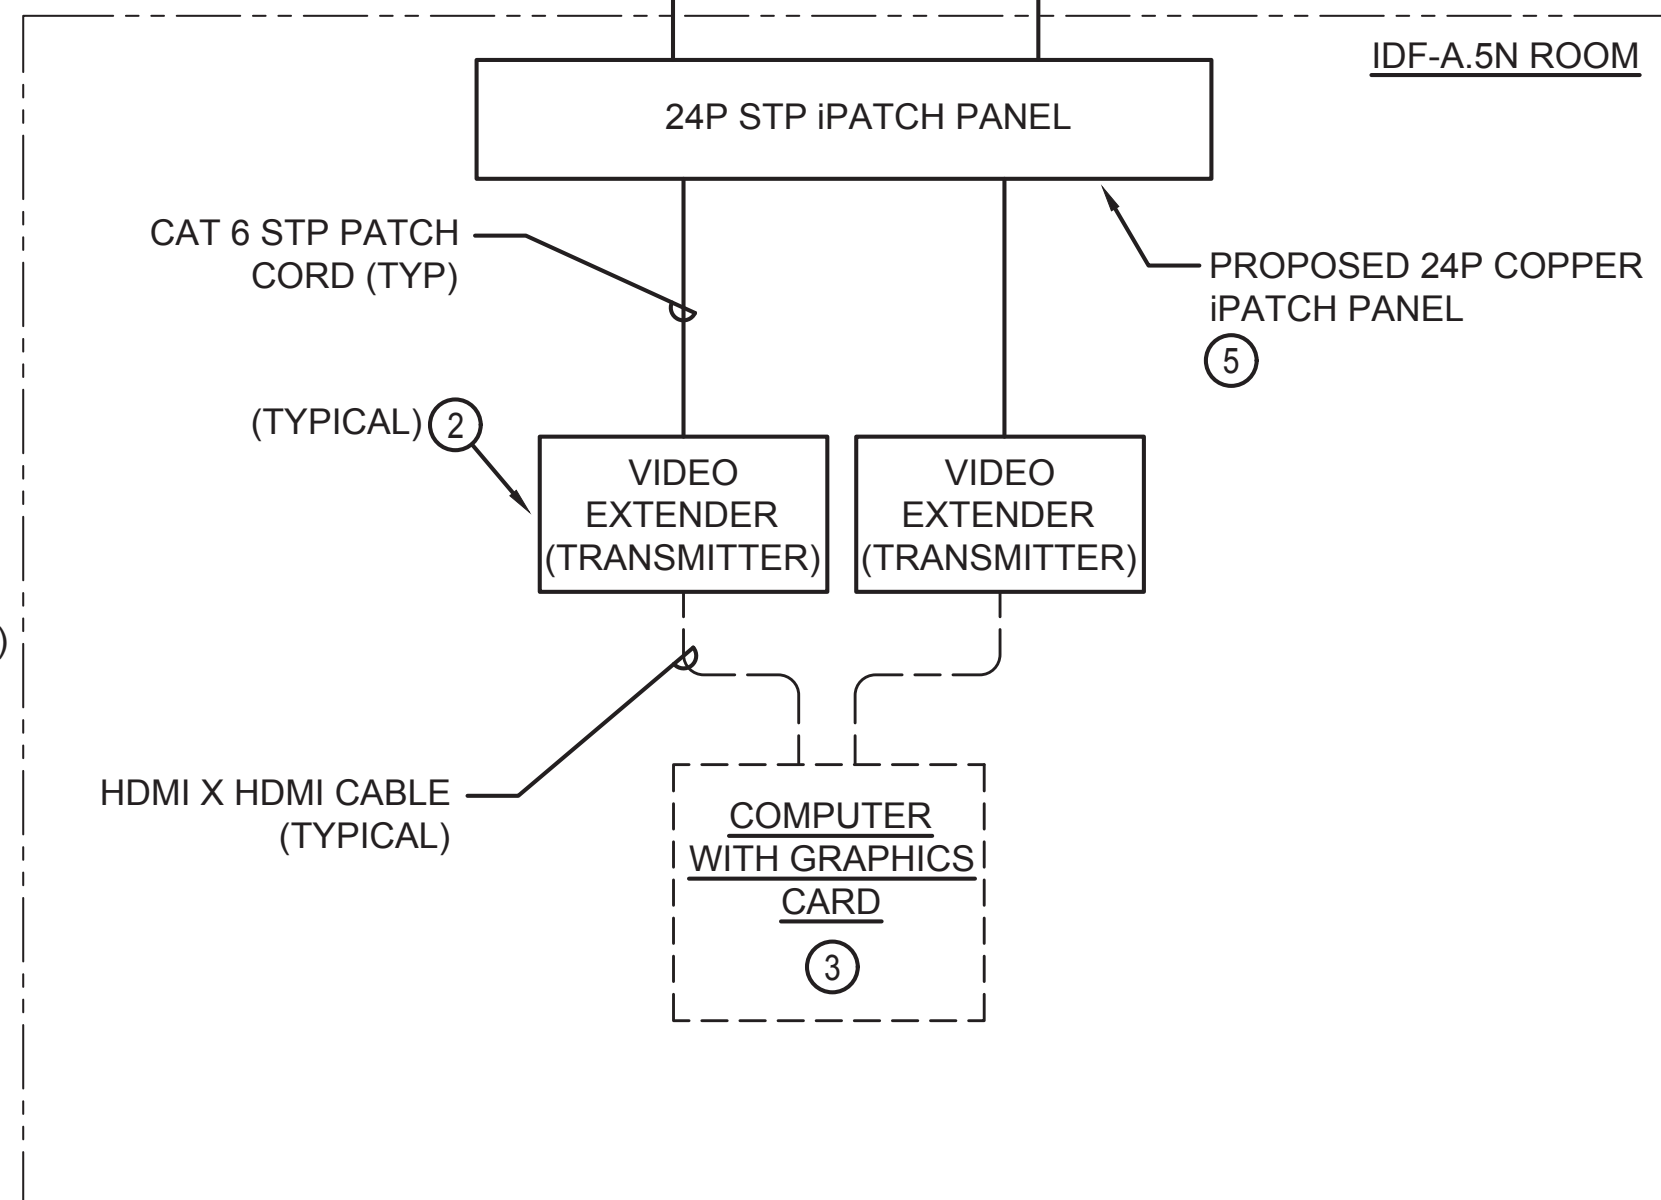 IDF-A.5N ROOM
24P STP iPATCH PANEL
CAT 6 STP PATCH
CORD (TYP)
PROPOSED 24P COPPER
iPATCH PANEL
5
(TYPICAL) 2
VIDEO
EXTENDER
(TRANSMITTER)
VIDEO
EXTENDER
(TRANSMITTER)
HDMI X HDMI CABLE
(TYPICAL)
COMPUTER
WITH GRAPHICS
CARD
3